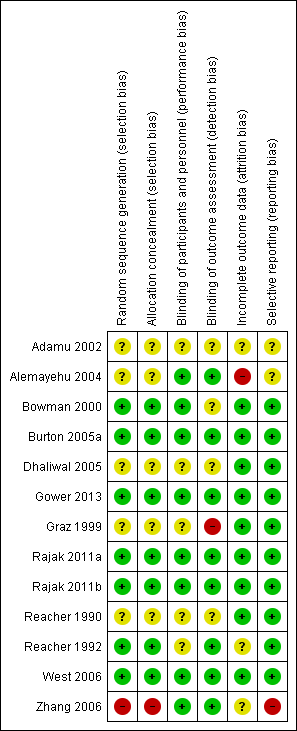 Random sequence generation (selection bias)
Allocation concealment (selection bias)
Blinding of participants and personnel (performance bias)
Blinding of outcome assessment (detection bias)
Incomplete outcome data (attrition bias)
Selective reporting (reporting bias)
Adamu 2002 ? ? ? ? ? ?
Alemayehu 2004 ? ? + + - ?
Bowman 2000 + + + ? + +
Burton 2005a + + + + + +
Dhaliwal 2005 ? ? ? ? + +
Gower 2013 + + + + + +
Graz 1999 ? ? ? - + +
Rajak 2011a + + + + + +
Rajak 2011b + + + + + +
Reacher 1990 ? ? ? ? + +
Reacher 1992 + + ? + ? +
West 2006 + + + + + +
Zhang 2006 - - + + ? -